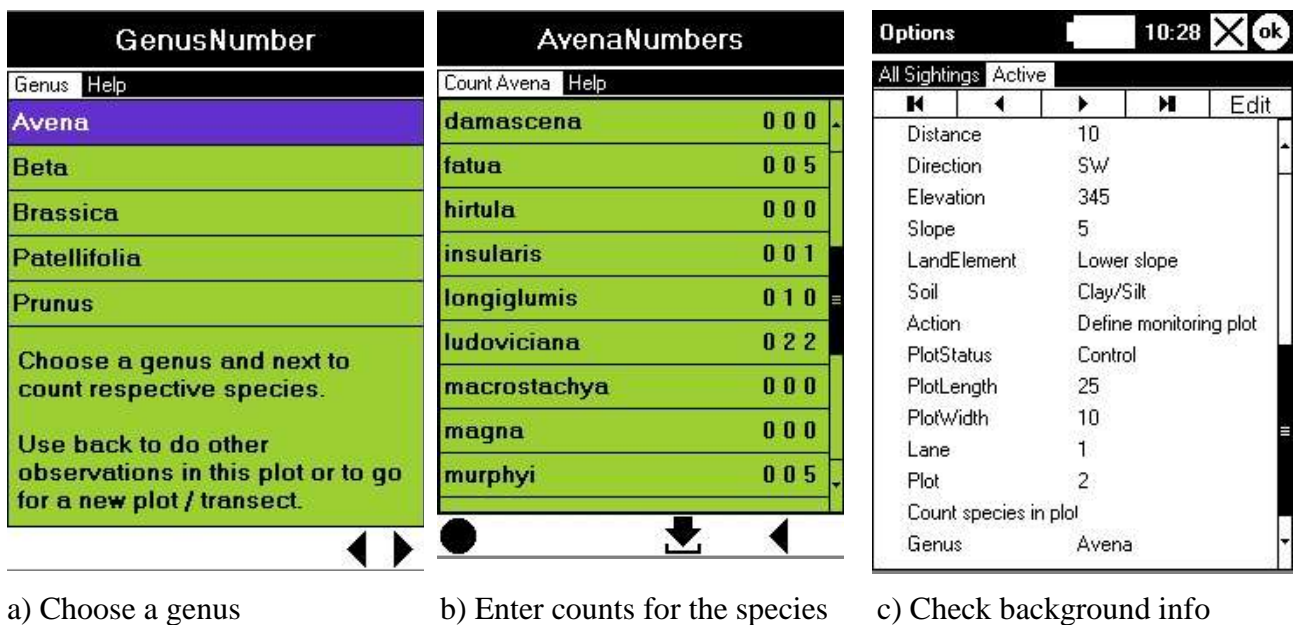 GenusNumber
Genus Help
Avena
Beta
Brassica
Patellifolia
Prunus
Choose a genus and next to
count respective species.
Use back to do other
observations in this plot or to go
for a new plot / transect.
AvenaNumbers
Count Avena Help
damascena 0 0 0
fatua 0 0 5
hirtula 0 0 0
insularis 0 0 1
longiglumis 0 1 0
ludoviciana 0 2 2
macrostachya 0 0 0
magna 0 0 0
murphyi 0 0 5
Options 10:28 ok
All Sightings Active
Edit
Distance 10
Direction SW
Elevation 345
Slope 5
LandElement Lower slope
Soil Clay/Silt
Action Define monitoring plot
PlotStatus Control
PlotLength 25
PlotWidth 10
Lane 1
Plot 2
Count species in plot
Genus Avena
a) Choose a genus
b) Enter counts for the species
c) Check background info